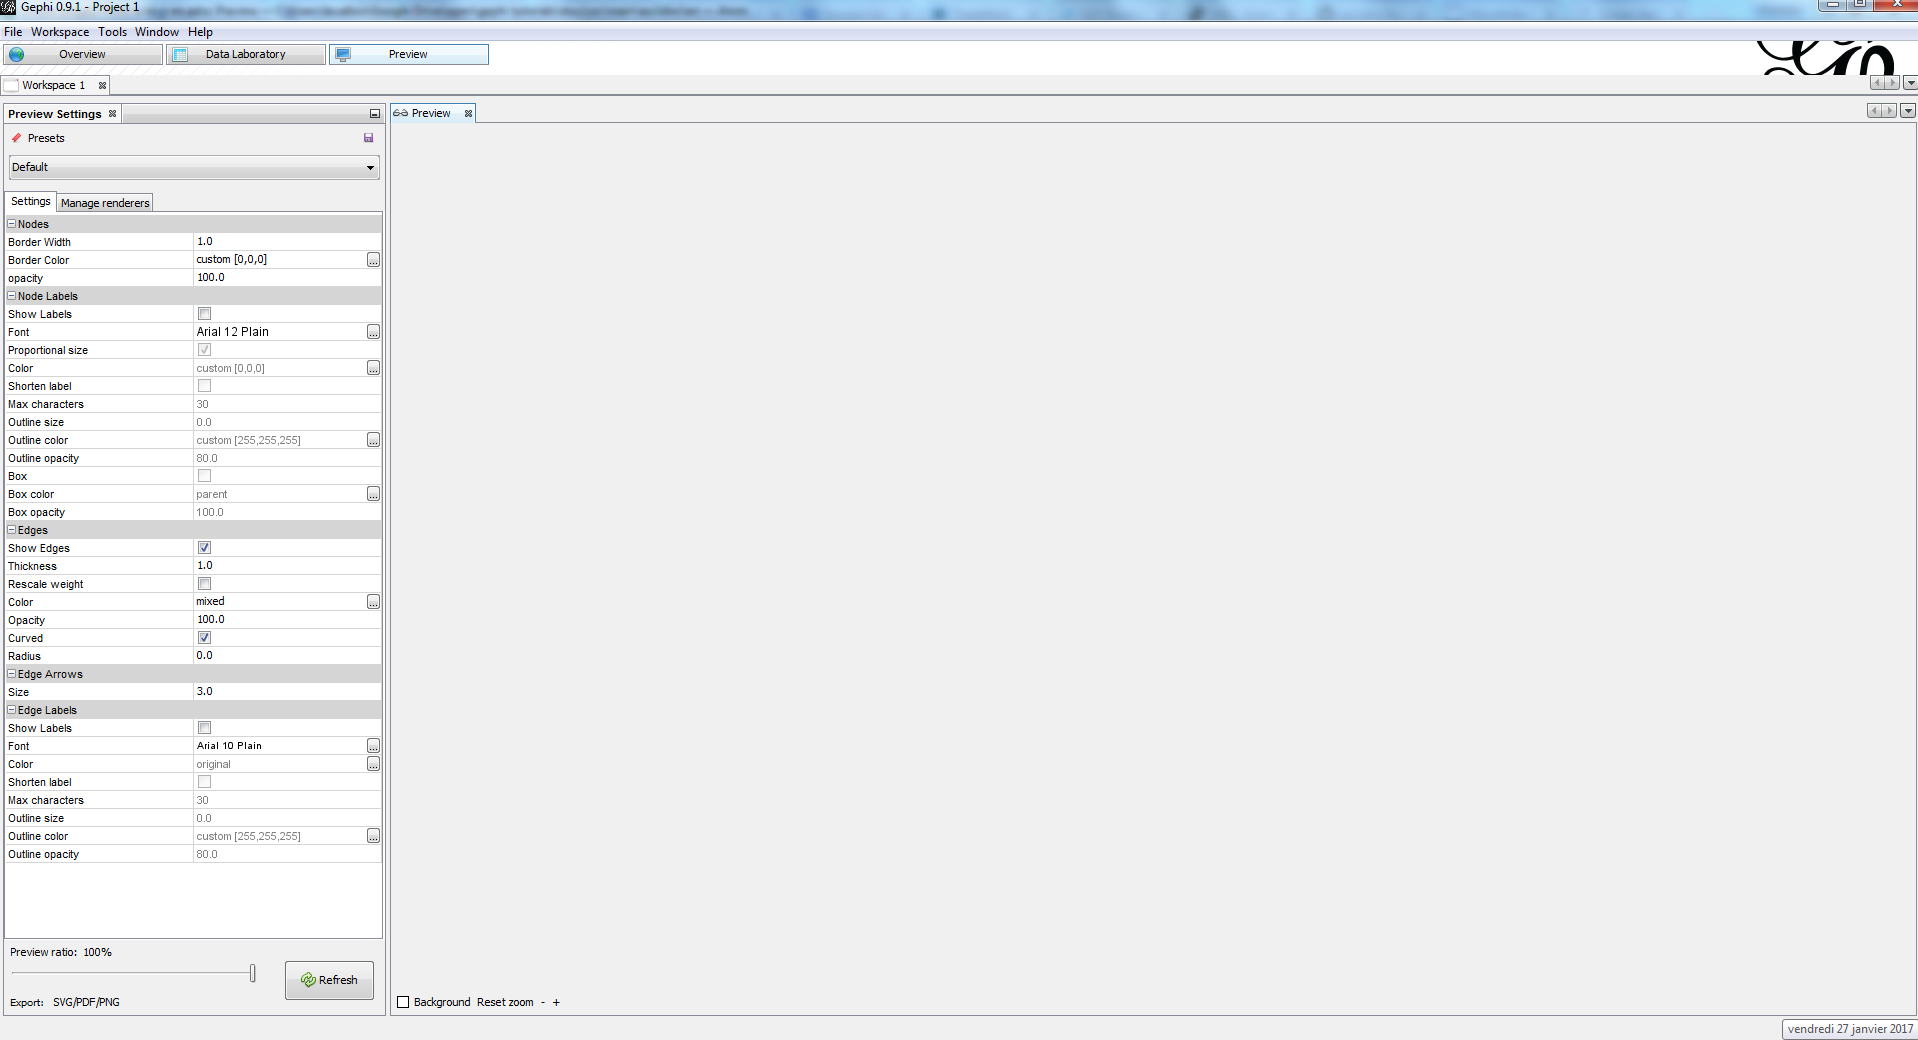 Gephi 0.9.1 - Project 1
File Workspace Tools Window Help
Overview Data Laboratory Preview
Workspace 1
Preview Settings
Presets
Default
Settings Manage renderers
Nodes
Border Width 1.0
Border Color custom [0,0,0] ...
opacity 100.0
Node Labels
Show Labels
Font Arial 12 Plain ...
Proportional size
Color custom [0,0,0] ...
Shorten label
Max characters 30
Outline size 0.0
Outline color custom [255,255,255] ...
Outline opacity 80.0
Box
Box color parent ...
Box opacity 100.0
Edges
Show Edges
Thickness 1.0
Rescale weight
Color mixed ...
Opacity 100.0
Curved
Radius 0.0
Edge Arrows
Size 3.0
Edge Labels
Show Labels
Font Arial 10 Plain ...
Color original ...
Shorten label
Max characters 30
Outline size 0.0
Outline color custom [255,255,255] ...
Outline opacity 80.0
Preview ratio: 100%
Refresh
Export: SVG/PDF/PNG
Preview
Background Reset zoom - +
vendredi 27 janvier 2017